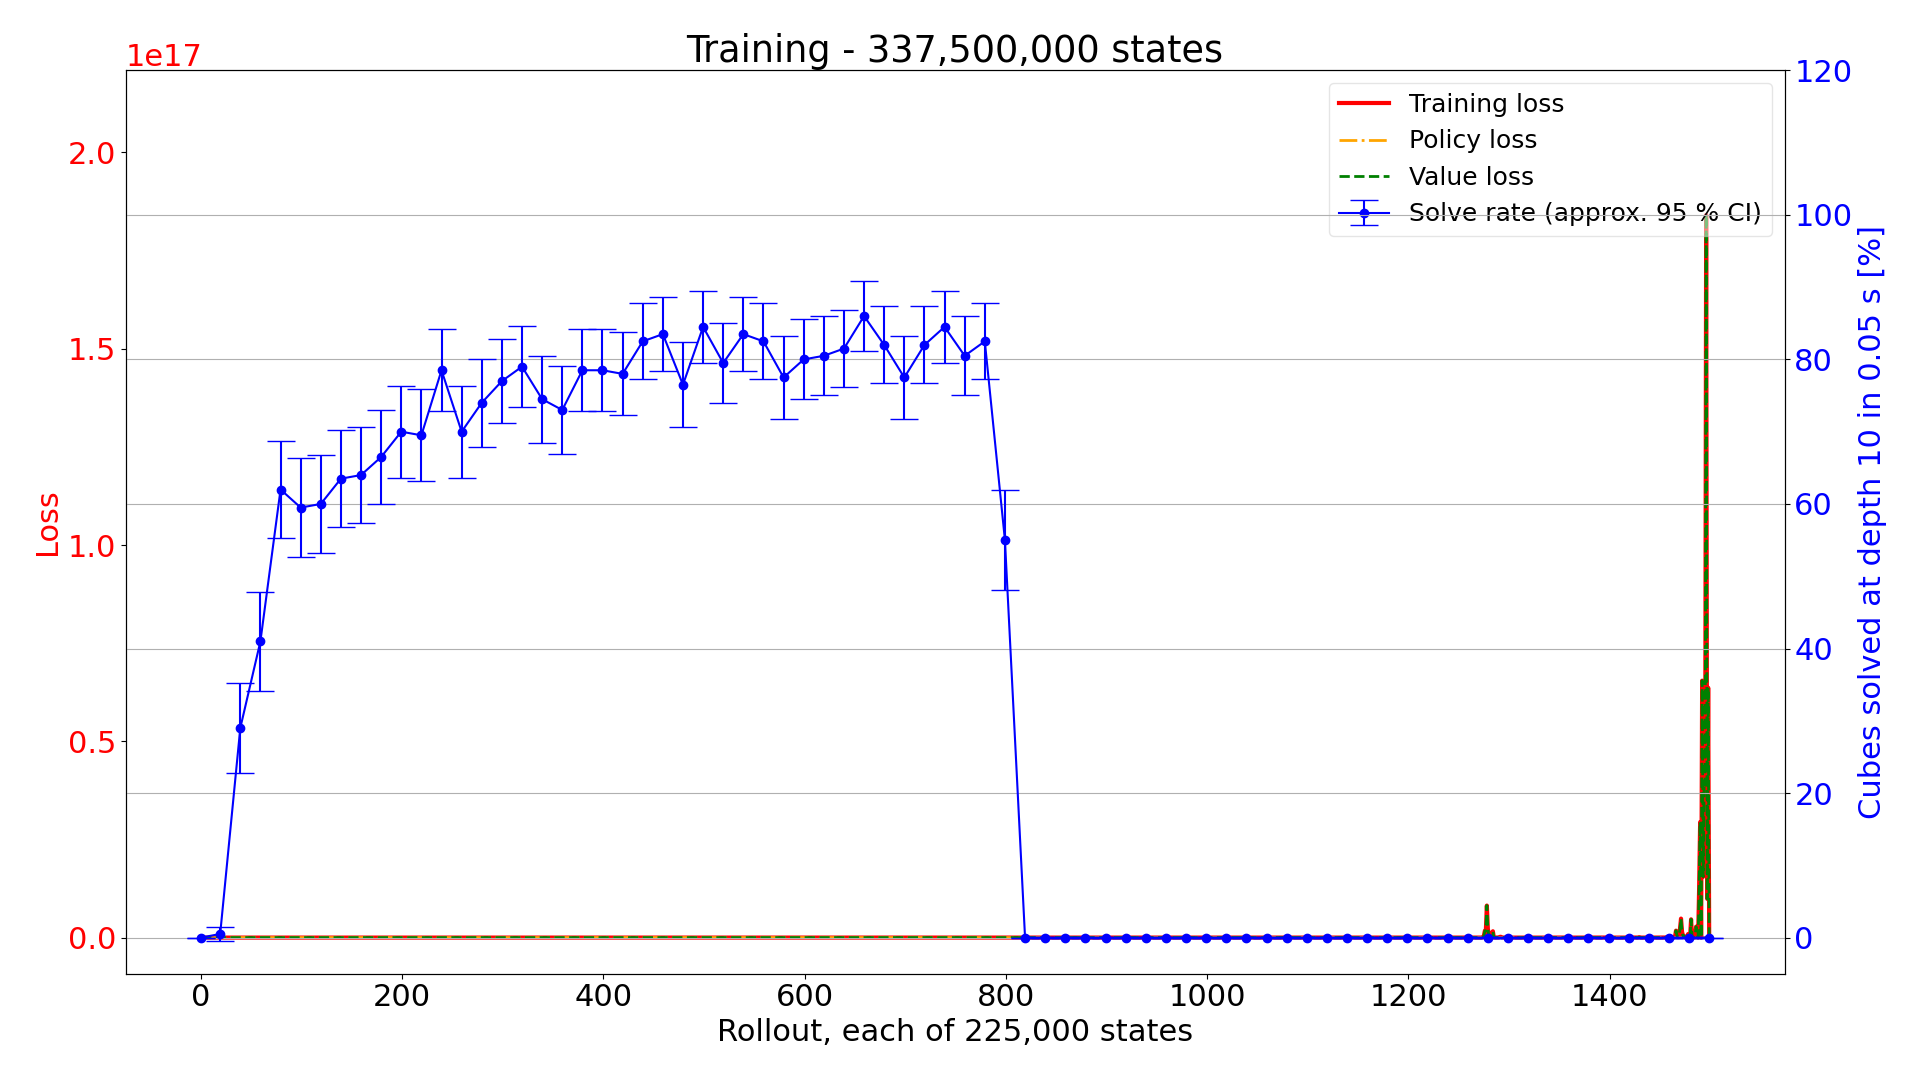 Training - 337,500,000 states
1e17
2.0
1.5
1.0
0.5
0.0
Loss
120
100
80
60
40
20
0
Cubes solved at depth 10 in 0.05 s [%]
Training loss
Policy loss
Value loss
Solve rate (approx. 95 % CI)
0 200 400 600 800 1000 1200 1400
Rollout, each of 225,000 states